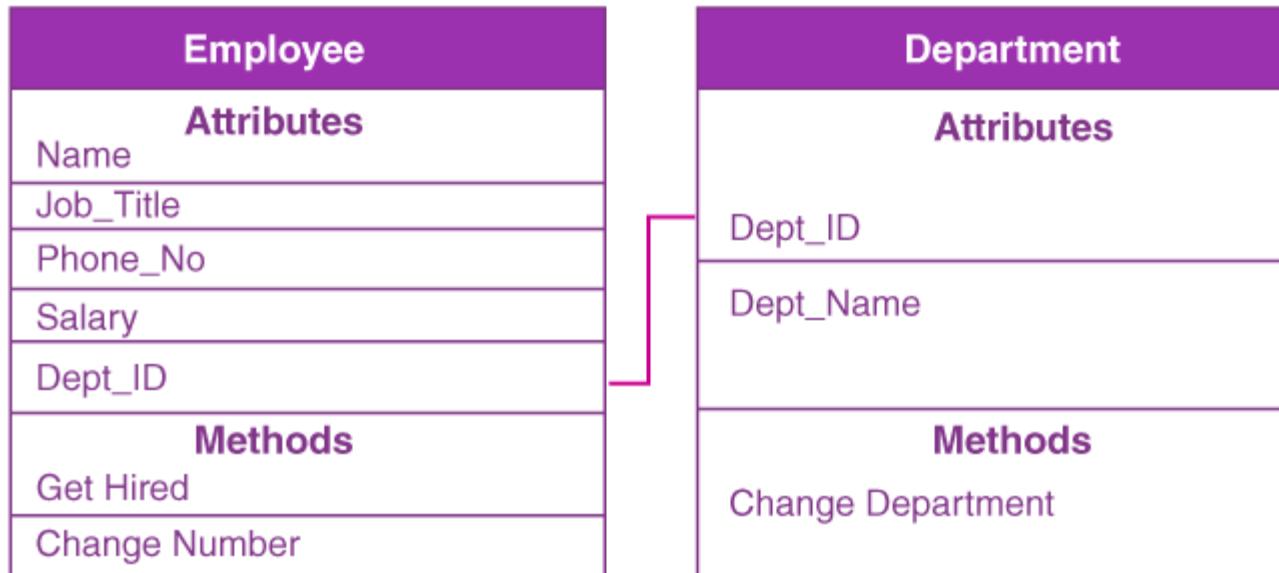 Employee
Attributes
Name
Job_Title
Phone_No
Salary
Dept_ID
Methods
Get Hired
Change Number
Department
Attributes
Dept_ID
Dept_Name
Methods
Change Department